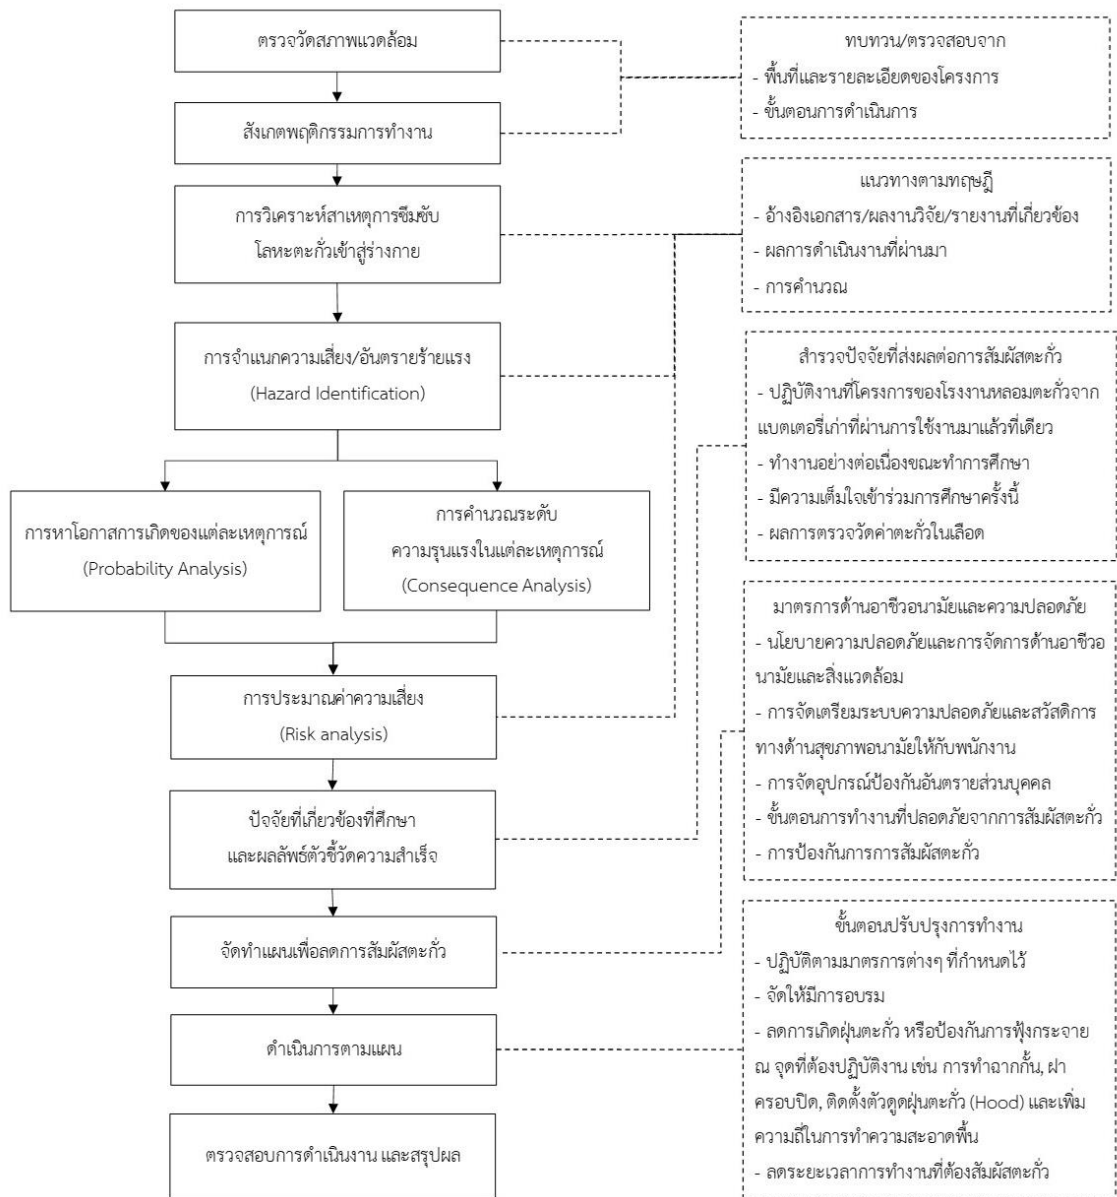 ตรวจวัดสภาพแวดล้อม
สังเกตพฤติกรรมการทำงาน
การวิเคราะห์สาเหตุการซึมซับ
โลหะตะกั่วเข้าสู่ร่างกาย
การจำแนกความเสี่ยง/อันตรายร้ายแรง
(Hazard Identification)
การหาโอกาสการเกิดของแต่ละเหตุการณ์
(Probability Analysis)
การคำนวณระดับ
ความรุนแรงในแต่ละเหตุการณ์
(Consequence Analysis)
การประมาณค่าความเสี่ยง
(Risk analysis)
ปัจจัยที่เกี่ยวข้องที่ศึกษา
และผลลัพธ์ตัวชี้วัดความสำเร็จ
จัดทำแผนเพื่อลดการสัมผัสตะกั่ว
ดำเนินการตามแผน
ตรวจสอบการดำเนินงาน และสรุปผล
ทบทวน/ตรวจสอบจาก
- พื้นที่และรายละเอียดของโครงการ
- ขั้นตอนการดำเนินการ
แนวทางตามทฤษฎี
- อ้างอิงเอกสาร/ผลงานวิจัย/รายงานที่เกี่ยวข้อง
- ผลการดำเนินงานที่ผ่านมา
- การคำนวณ
สำรวจปัจจัยที่ส่งผลต่อการสัมผัสตะกั่ว
- ปฏิบัติงานที่โครงการของโรงงานหลอมตะกั่วจาก
แบตเตอรี่เก่าที่ผ่านการใช้งานมาแล้วที่เดียว
- ทำงานอย่างต่อเนื่องขณะทำการศึกษา
- มีความเต็มใจเข้าร่วมการศึกษาครั้งนี้
- ผลการตรวจวัดค่าตะกั่วในเลือด
มาตรการด้านอาชีวอนามัยและความปลอดภัย
- นโยบายความปลอดภัยและการจัดการด้านอาชีวอ
นามัยและสิ่งแวดล้อม
- การจัดเตรียมระบบความปลอดภัยและสวัสดิการ
ทางด้านสุขภาพอนามัยให้กับพนักงาน
- การจัดอุปกรณ์ป้องกันอันตรายส่วนบุคคล
- ขั้นตอนการทำงานที่ปลอดภัยจากการสัมผัสตะกั่ว
- การป้องกันการการสัมผัสตะกั่ว
ขั้นตอนปรับปรุงการทำงาน
- ปฏิบัติตามมาตรการต่างๆ ที่กำหนดไว้
- จัดให้มีการอบรม
- ลดการเกิดฝุ่นตะกั่ว หรือป้องกันการฟุ้งกระจาย
ณ จุดที่ต้องปฏิบัติงาน เช่น การทำฉากกั้น, ฝา
ครอบปิด, ติดตั้งตัวดูดฝุ่นตะกั่ว (Hood) และเพิ่ม
ความถี่ในการทำความสะอาดพื้น
- ลดระยะเวลาการทำงานที่ต้องสัมผัสตะกั่ว